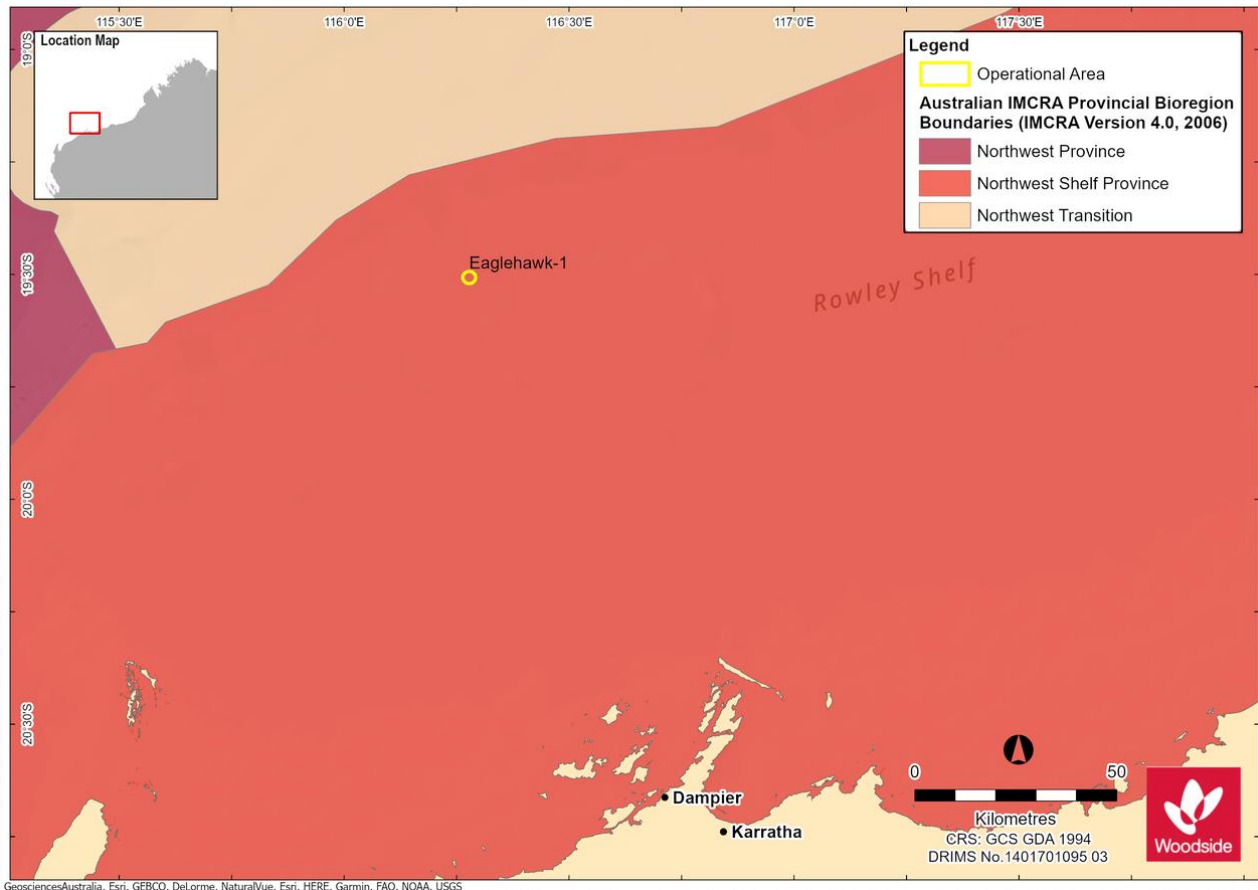 115°30'E
116°0'E
116°30'E
117°0'E
117°30'E
19°0'S
Location Map
Legend
Operational Area
Australian IMCRA Provincial Bioregion
Boundaries (IMCRA Version 4.0, 2006)
Northwest Province
Northwest Shelf Province
Northwest Transition
19°30'S
Eaglehawk-1
Rowley Shelf
20°0'S
20°30'S
Dampier
Karratha
0
50
Kilometres
CRS: GCS GDA 1994
DRIMS No.1401701095 03
Woodside
GeosciencesAustralia, Esri, GEBCO, DeLorme, NaturalVue, Esri, HERE, Garmin, FAO, NOAA, USGS